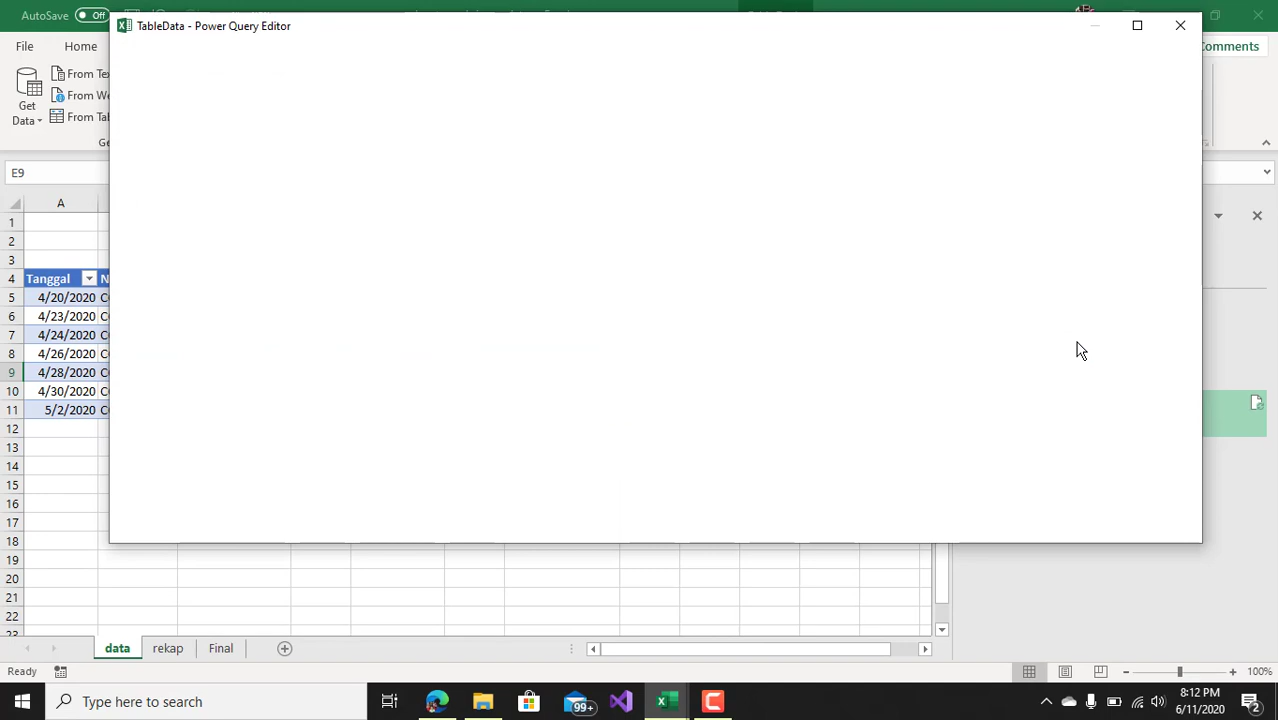 AutoSave Off
TableData - Power Query Editor
File Home
Comments
Get
Data
From
From
From
E9
A
1
2
3
4 Tanggal
5 4/20/2020
6 4/23/2020
7 4/24/2020
8 4/26/2020
9 4/28/2020
10 4/30/2020
11 5/2/2020
12
13
14
15
16
17
18
19
20
21
22
23
data rekap Final
Ready
100%
Type here to search
99+
8:12 PM
6/11/2020
2